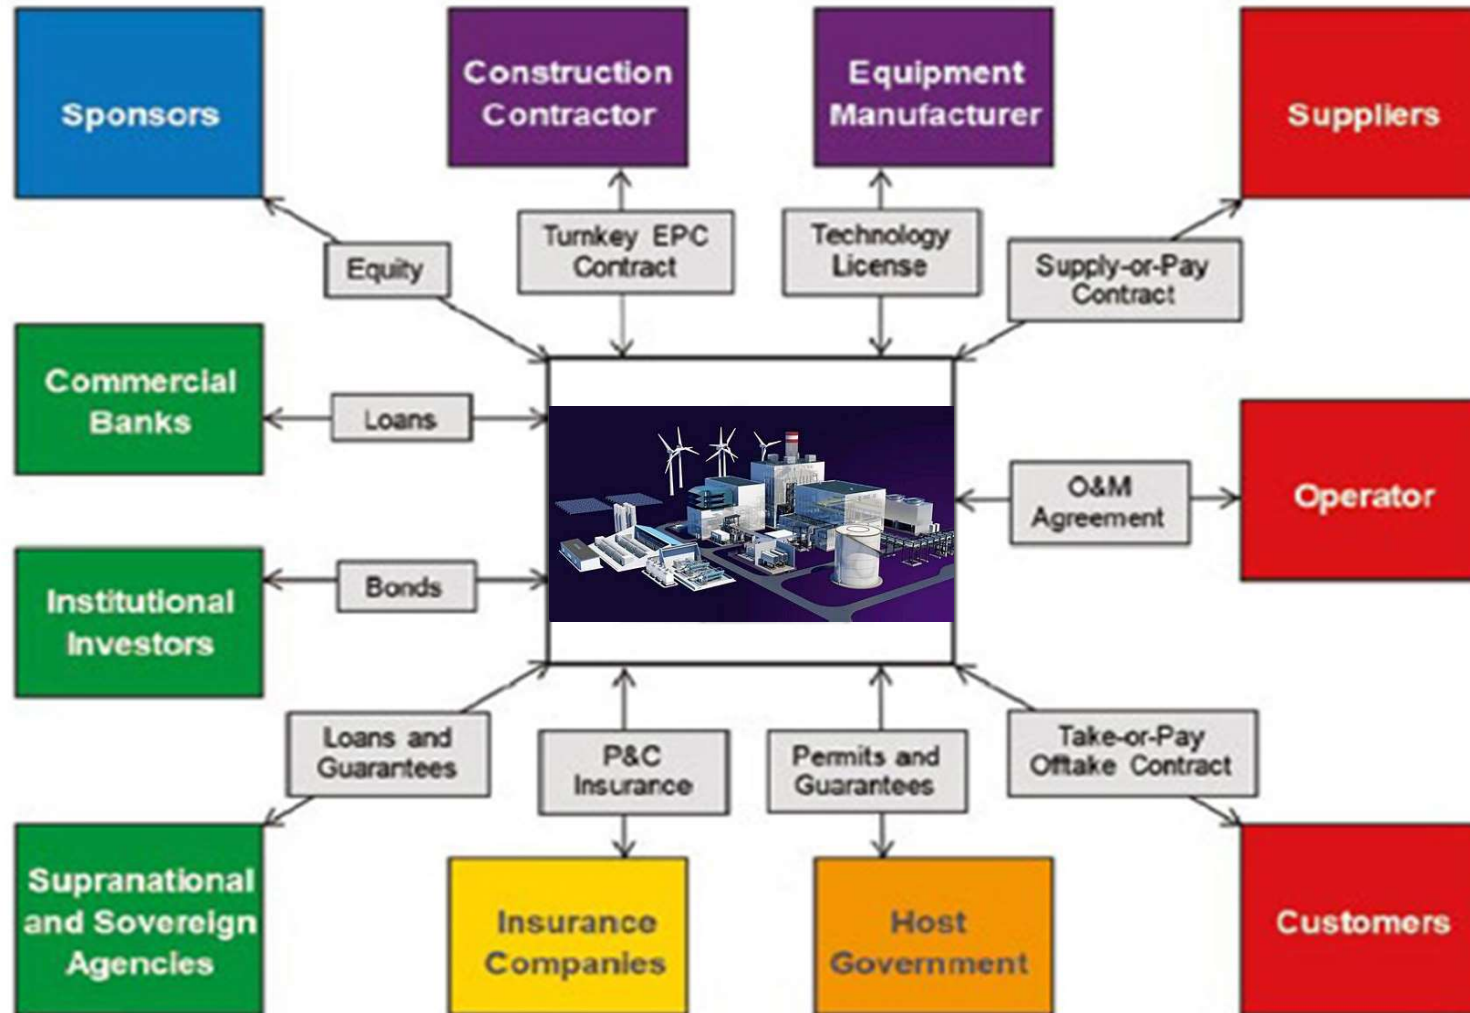 Sponsors
Construction
Contractor
Equipment
Manufacturer
Suppliers
Equity
Turnkey EPC
Contract
Technology
License
Supply-or-Pay
Contract
Commercial
Banks
Loans
O&M
Agreement
Operator
Institutional
Investors
Bonds
Loans and
Guarantees
P&C
Insurance
Permits and
Guarantees
Take-or-Pay
Offtake Contract
Supranational
and Sovereign
Agencies
Insurance
Companies
Host
Government
Customers